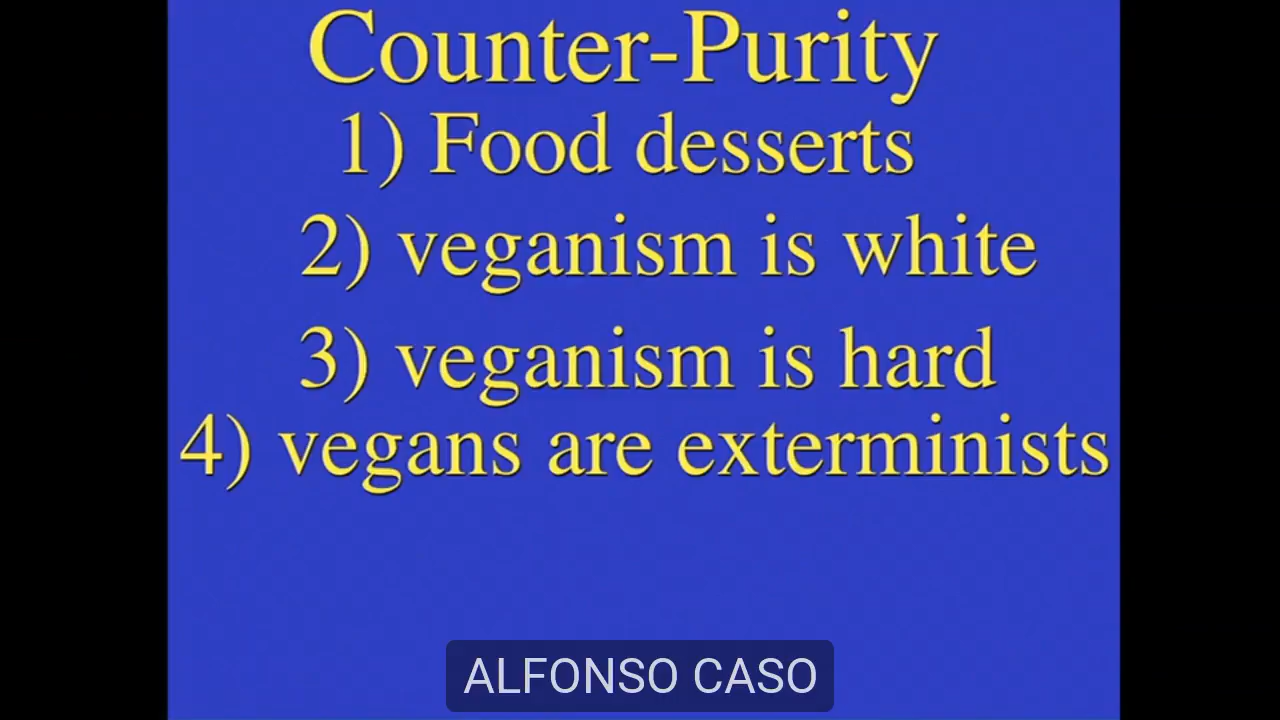 Counter-Purity
1) Food desserts
2) veganism is white
3) veganism is hard
4) vegans are exterminists
ALFONSO CASO